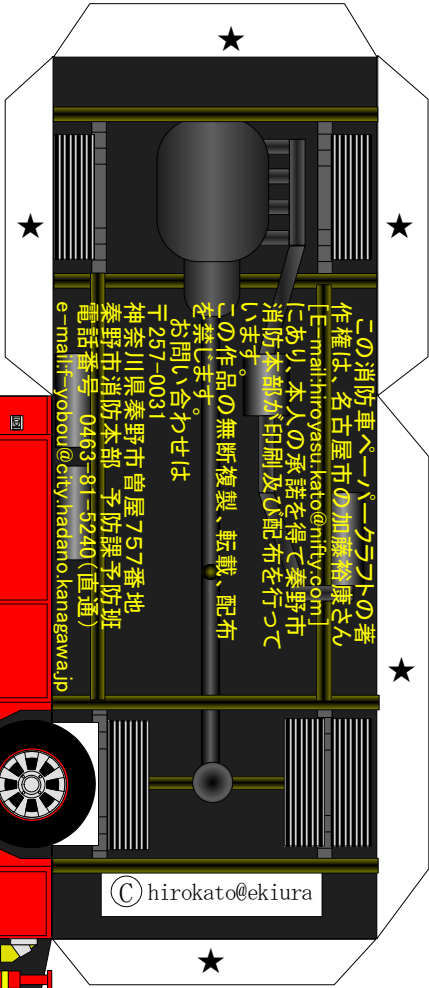 ★
★
★
この消防車ペーパークラフトの著
作権は、名古屋市の加藤裕康さん
[E-mail:hiroyasu.kato@nifty.com]
にあり、本人の承諾を得て秦野市
消防本部が印刷及び配布を行って
います。
この作品の無断複製、転載、配布
を禁じます。
お問い合わせは
〒257-0031
神奈川県秦野市曽屋757番地
秦野市消防本部 予防課予防班
電話番号 0463-81-5240(直通)
e-mail:f-yobou@city.hadano.kanagawa.jp
★
Ⓒ hirokato@ekiura
★